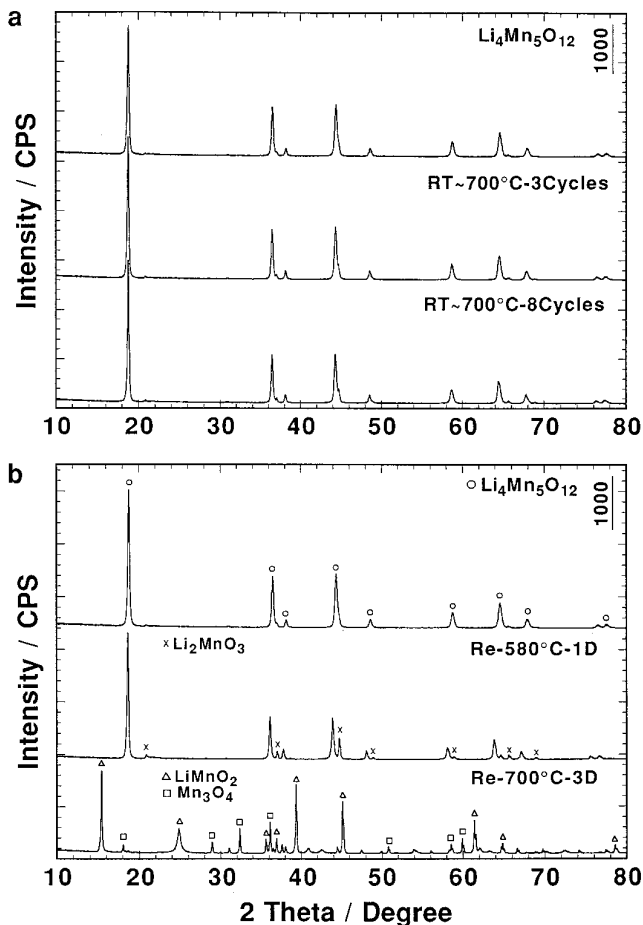 a
Li₄Mn₅O₁₂
1000
RT~700°C-3Cycles
RT~700°C-8Cycles
Intensity / CPS
10 20 30 40 50 60 70 80
b
○ Li₄Mn₅O₁₂
1000
x Li₂MnO₃
Re-580°C-1D
△ LiMnO₂
□ Mn₃O₄
Re-700°C-3D
Intensity / CPS
10 20 30 40 50 60 70 80
2 Theta / Degree